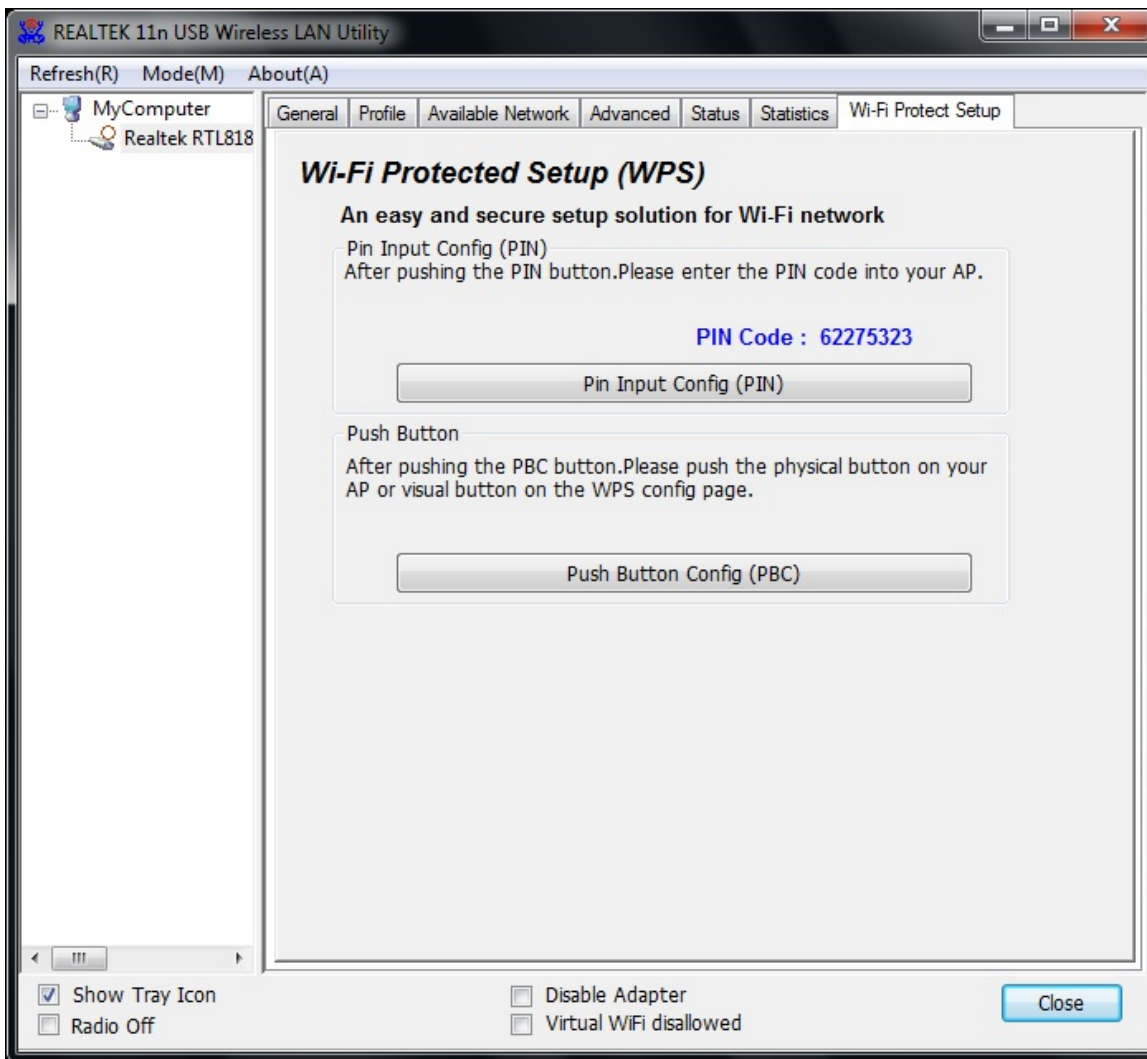 REALTEK 11n USB Wireless LAN Utility
Refresh(R) Mode(M) About(A)
MyComputer
Realtek RTL818
General Profile Available Network Advanced Status Statistics Wi-Fi Protect Setup
Wi-Fi Protected Setup (WPS)
An easy and secure setup solution for Wi-Fi network
Pin Input Config (PIN)
After pushing the PIN button.Please enter the PIN code into your AP.
PIN Code : 62275323
Pin Input Config (PIN)
Push Button
After pushing the PBC button.Please push the physical button on your
AP or visual button on the WPS config page.
Push Button Config (PBC)
Show Tray Icon
Radio Off
Disable Adapter
Virtual WiFi disallowed
Close